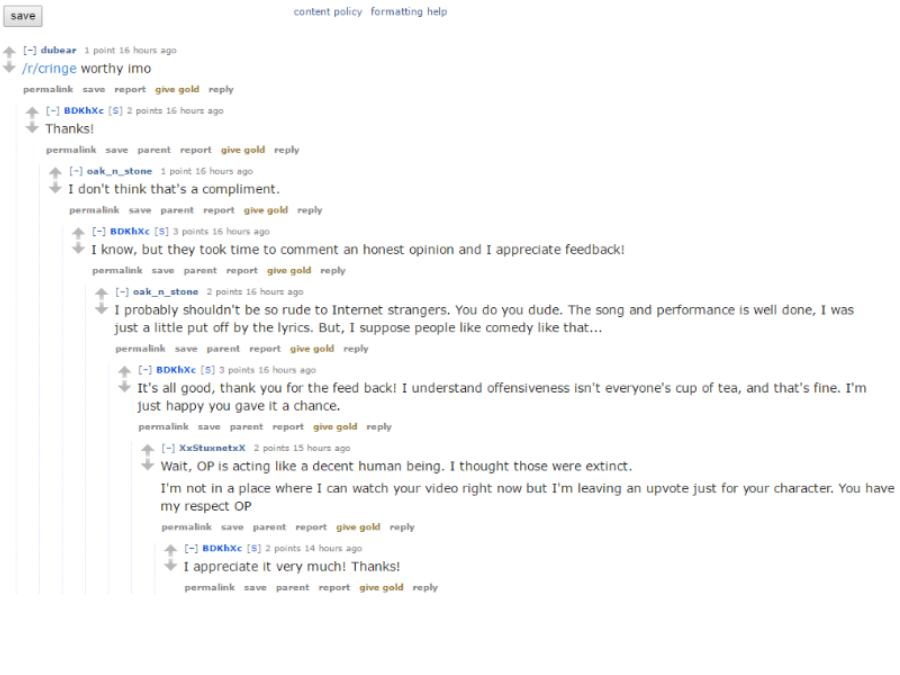 save
content policy formatting help
[–] dubear 1 point 16 hours ago
/r/cringe worthy imo
permalink save report give gold reply
[–] BDKhXc [S] 2 points 16 hours ago
Thanks!
permalink save parent report give gold reply
[–] oak_n_stone 1 point 16 hours ago
I don't think that's a compliment.
permalink save parent report give gold reply
[–] BDKhXc [S] 3 points 16 hours ago
I know, but they took time to comment an honest opinion and I appreciate feedback!
permalink save parent report give gold reply
[–] oak_n_stone 2 points 16 hours ago
I probably shouldn't be so rude to Internet strangers. You do you dude. The song and performance is well done, I was
just a little put off by the lyrics. But, I suppose people like comedy like that...
permalink save parent report give gold reply
[–] BDKhXc [S] 3 points 16 hours ago
It's all good, thank you for the feed back! I understand offensiveness isn't everyone's cup of tea, and that's fine. I'm
just happy you gave it a chance.
permalink save parent report give gold reply
[–] XxStuxnetxX 2 points 15 hours ago
Wait, OP is acting like a decent human being. I thought those were extinct.
I'm not in a place where I can watch your video right now but I'm leaving an upvote just for your character. You have
my respect OP
permalink save parent report give gold reply
[–] BDKhXc [S] 2 points 14 hours ago
I appreciate it very much! Thanks!
permalink save parent report give gold reply